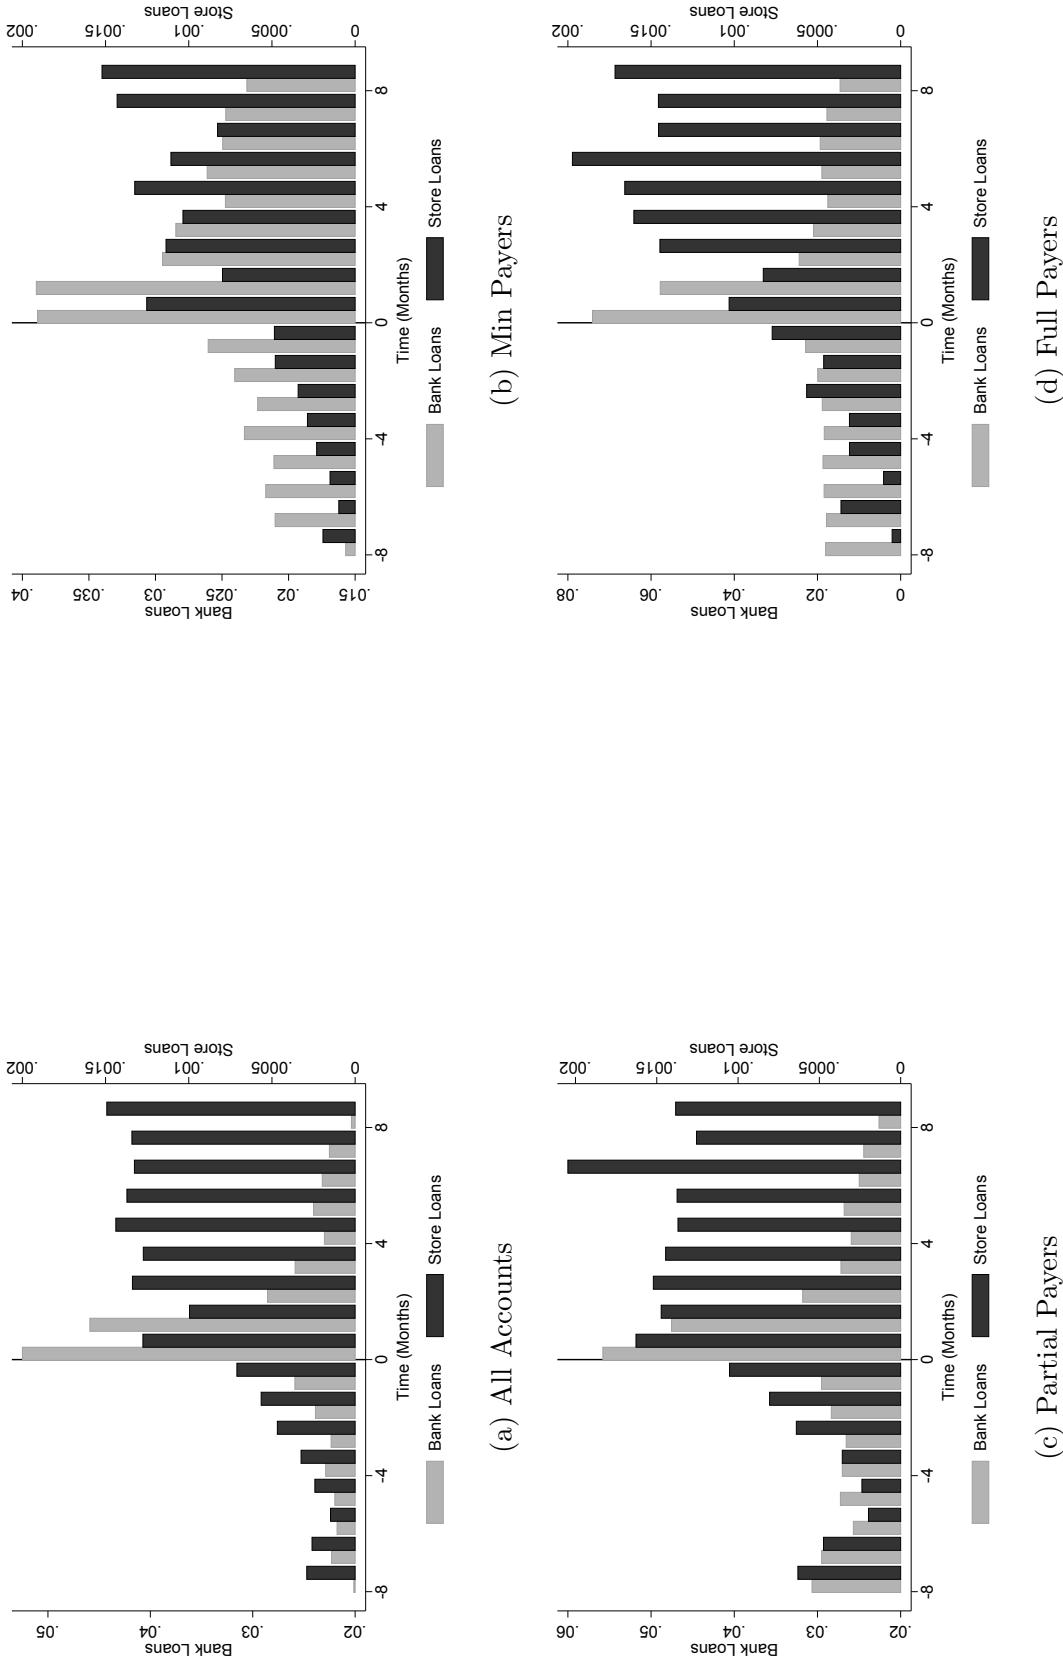 Bank Loans
.05
.04
.03
.02
Store Loans
.002
.0015
.001
.0005
0
-8 -4 0 4 8
Time (Months)
Bank Loans Store Loans
(a) All Accounts
Bank Loans
.04
.035
.03
.025
.02
.015
Store Loans
.002
.0015
.001
.0005
0
-8 -4 0 4 8
Time (Months)
Bank Loans Store Loans
(b) Min Payers
Bank Loans
.06
.05
.04
.03
.02
Store Loans
.002
.0015
.001
.0005
0
-8 -4 0 4 8
Time (Months)
Bank Loans Store Loans
(c) Partial Payers
Bank Loans
.08
.06
.04
.02
0
Store Loans
.002
.0015
.001
.0005
0
-8 -4 0 4 8
Time (Months)
Bank Loans Store Loans
(d) Full Payers